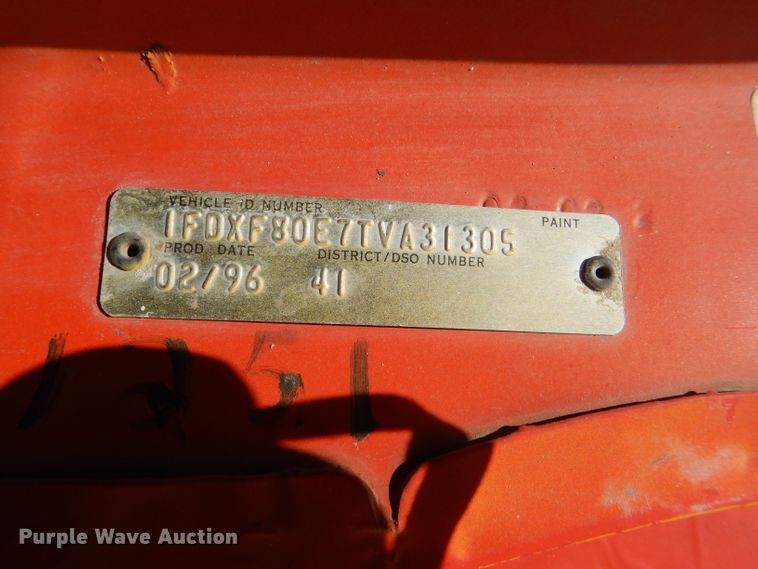 VEHICLE ID NUMBER
1FDXF80E7TVA31305
PAINT
PROD DATE DISTRICT/DSO NUMBER
02/96 41
Purple Wave Auction